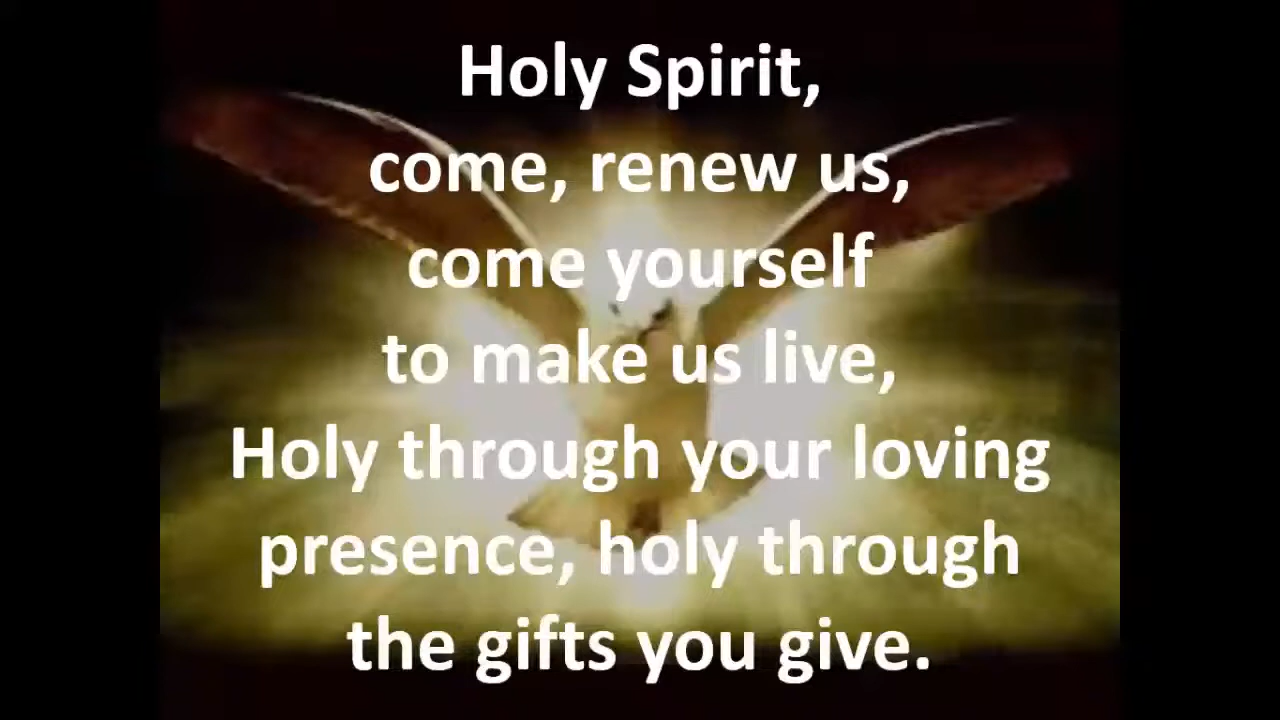 Holy Spirit,
come, renew us,
come yourself
to make us live,
Holy through your loving
presence, holy through
the gifts you give.